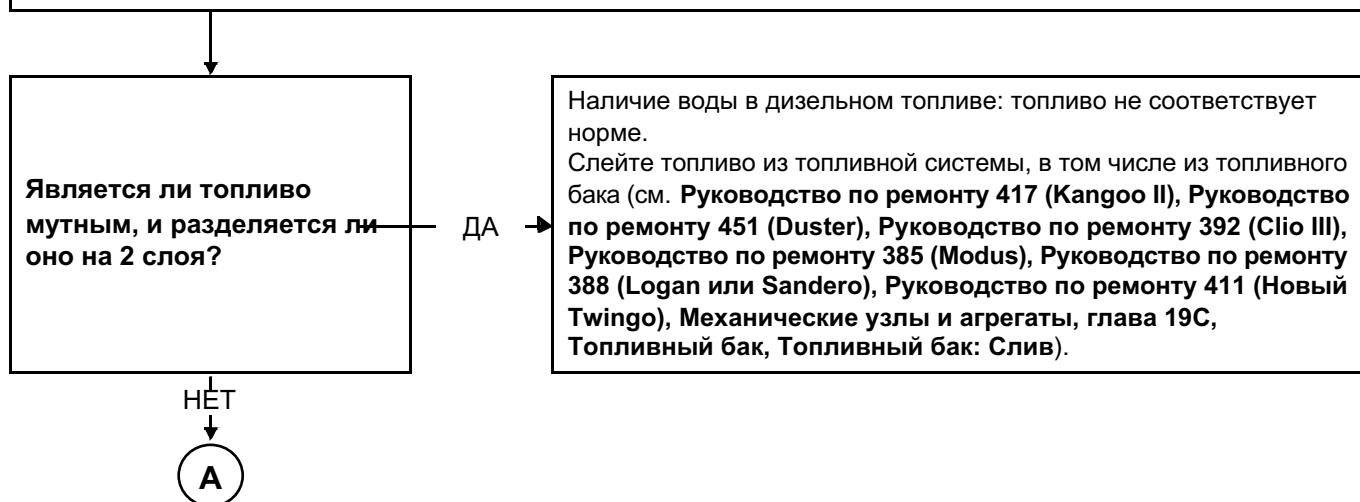 Является ли топливо
мутным, и разделяется ли
оно на 2 слоя?
ДА
Наличие воды в дизельном топливе: топливо не соответствует
норме.
Слейте топливо из топливной системы, в том числе из топливного
бака (см. Руководство по ремонту 417 (Kangoo II), Руководство
по ремонту 451 (Duster), Руководство по ремонту 392 (Clio III),
Руководство по ремонту 385 (Modus), Руководство по ремонту
388 (Logan или Sandero), Руководство по ремонту 411 (Новый
Twingo), Механические узлы и агрегаты, глава 19C,
Топливный бак, Топливный бак: Слив).
НЕТ
A